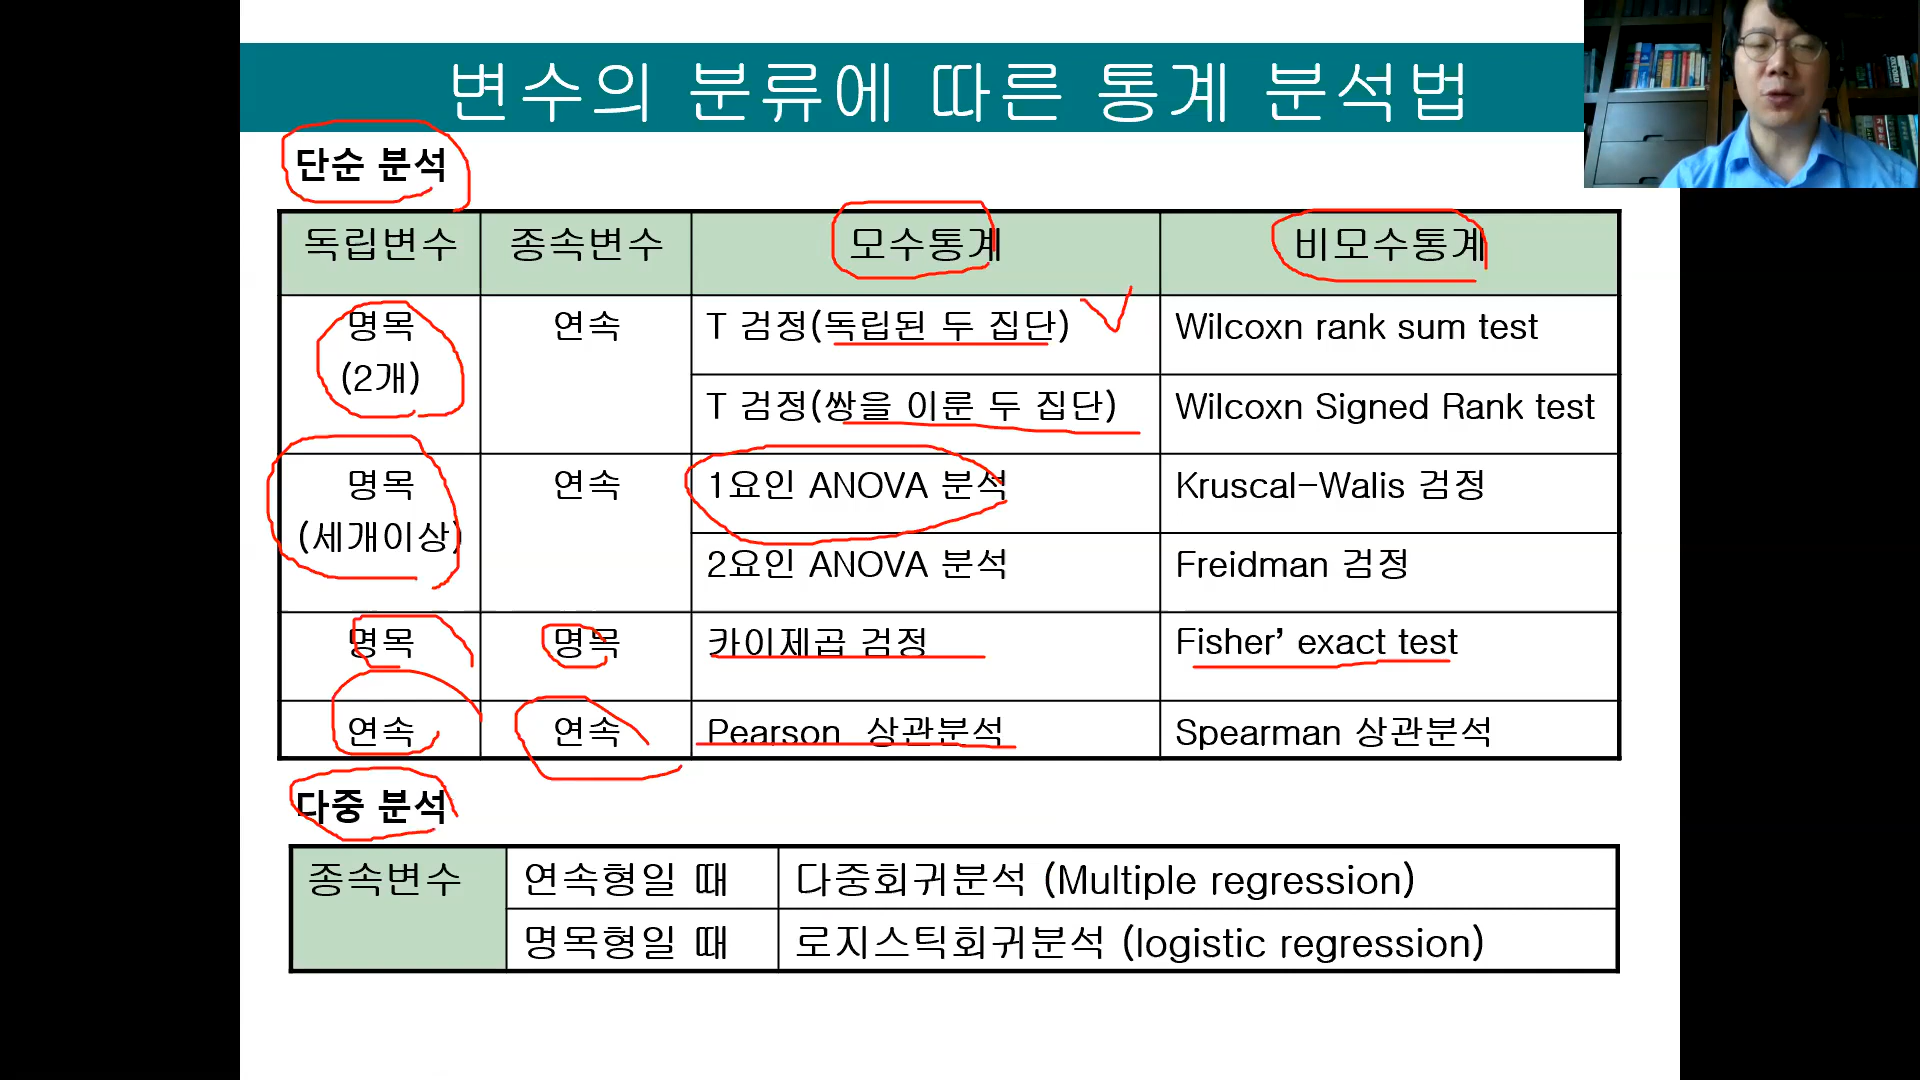 변수의 분류에 따른 통계 분석법
단순 분석
독립변수 종속변수 모수통계 비모수통계
명목 연속 T 검정(독립된 두 집단) Wilcoxn rank sum test
(2개)
T 검정(쌍을 이룬 두 집단) Wilcoxn Signed Rank test
명목 연속 1요인 ANOVA 분석 Kruscal-Walis 검정
(세개이상)
2요인 ANOVA 분석 Freidman 검정
명목 명목 카이제곱 검정 Fisher’ exact test
연속 연속 Pearson 상관분석 Spearman 상관분석
다중 분석
종속변수 연속형일 때 다중회귀분석 (Multiple regression)
명목형일 때 로지스틱회귀분석 (logistic regression)